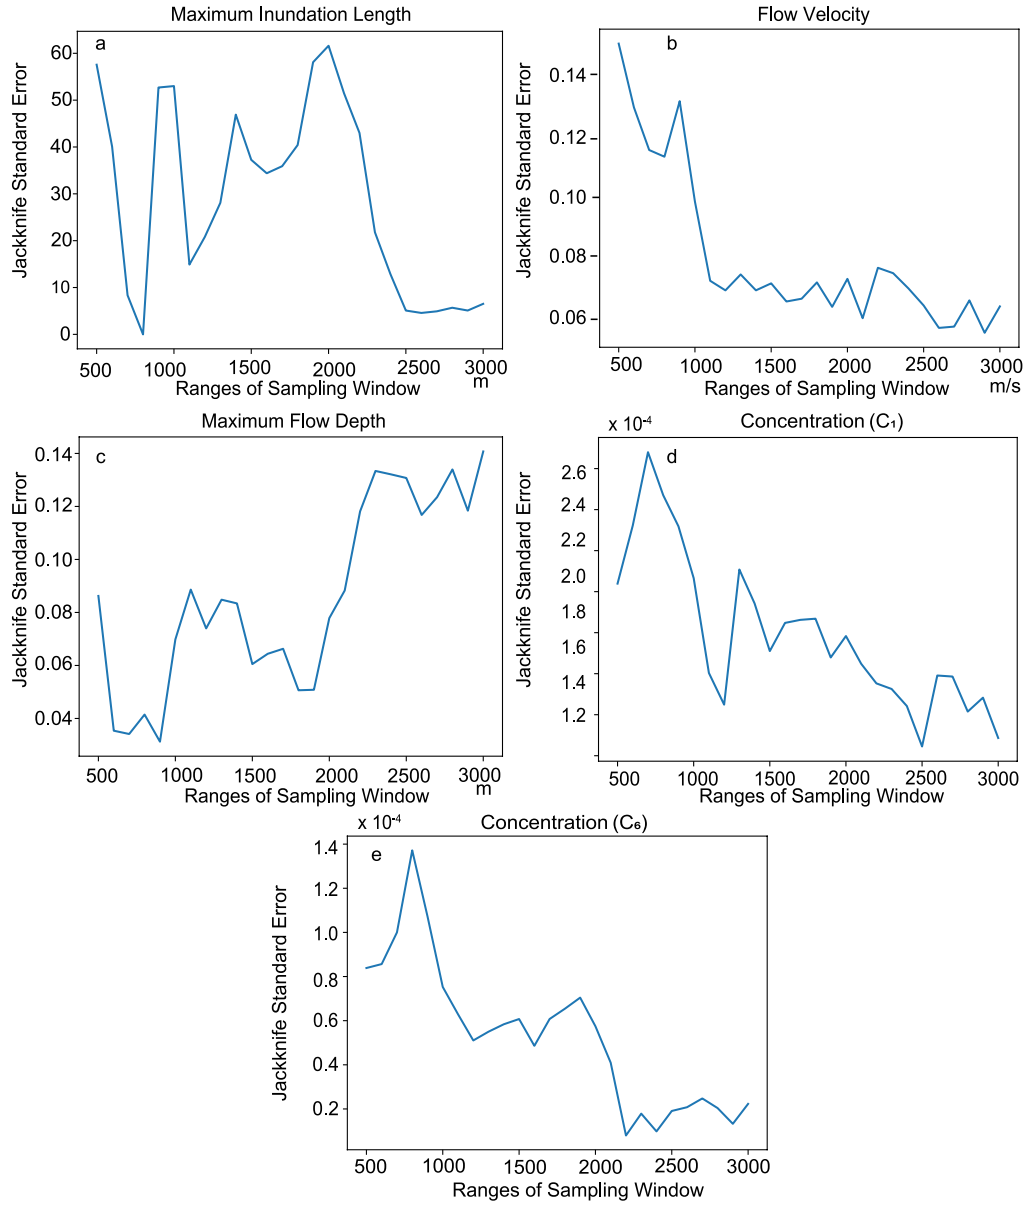 Maximum Inundation Length
a
Jackknife Standard Error
60
50
40
30
20
10
0
500 1000 1500 2000 2500 3000
Ranges of Sampling Window m
Flow Velocity
b
Jackknife Standard Error
0.14
0.12
0.10
0.08
0.06
500 1000 1500 2000 2500 3000
Ranges of Sampling Window m/s
Maximum Flow Depth
c
Jackknife Standard Error
0.14
0.12
0.10
0.08
0.06
0.04
500 1000 1500 2000 2500 3000
Ranges of Sampling Window m
x 10⁻⁴ Concentration (C₁)
d
Jackknife Standard Error
2.6
2.4
2.0
1.8
1.6
1.4
1.2
500 1000 1500 2000 2500 3000
Ranges of Sampling Window
x 10⁻⁴ Concentration (C₆)
e
Jackknife Standard Error
1.4
1.2
1.0
0.8
0.6
0.4
0.2
500 1000 1500 2000 2500 3000
Ranges of Sampling Window